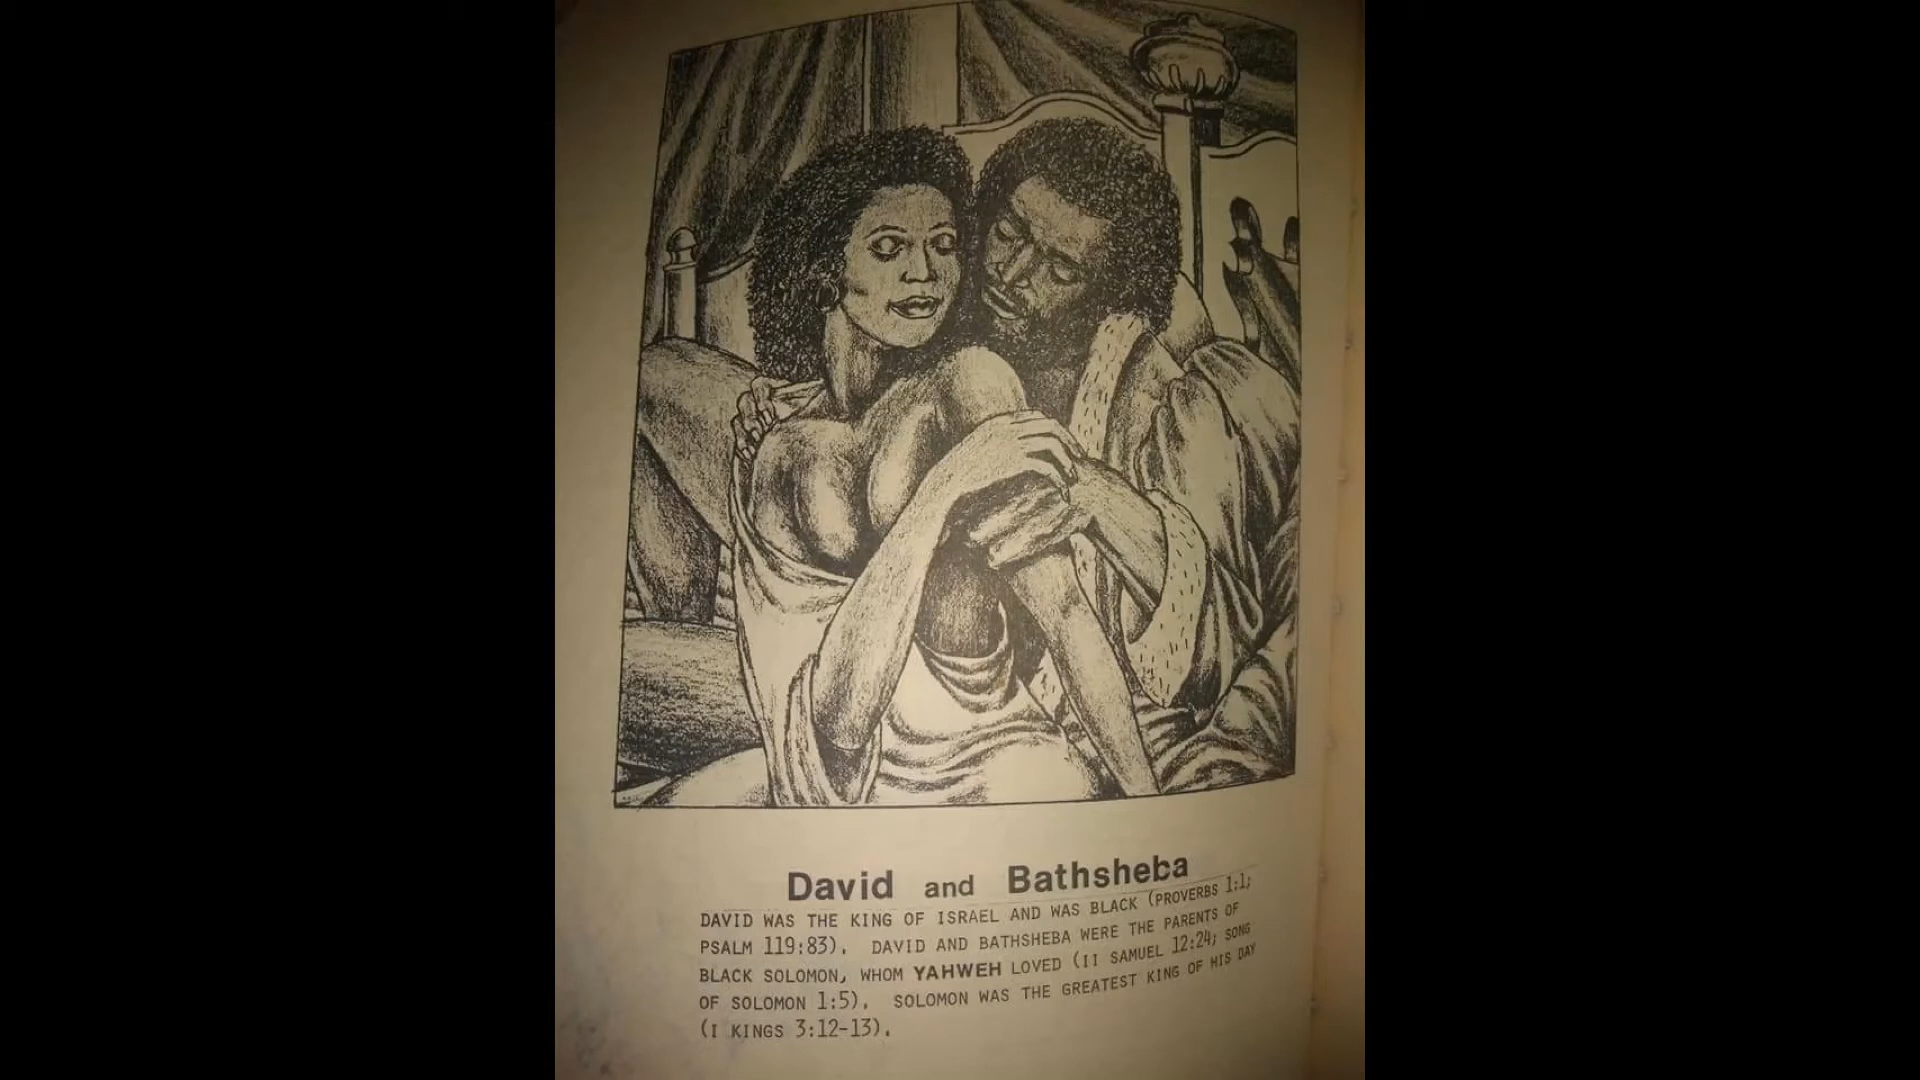 David and Bathsheba
DAVID WAS THE KING OF ISRAEL AND WAS BLACK (PROVERBS 1:1;
PSALM 119:83). DAVID AND BATHSHEBA WERE THE PARENTS OF
BLACK SOLOMON, WHOM YAHWEH LOVED (II SAMUEL 12:24; SONG
OF SOLOMON 1:5). SOLOMON WAS THE GREATEST KING OF HIS DAY
(I KINGS 3:12-13).